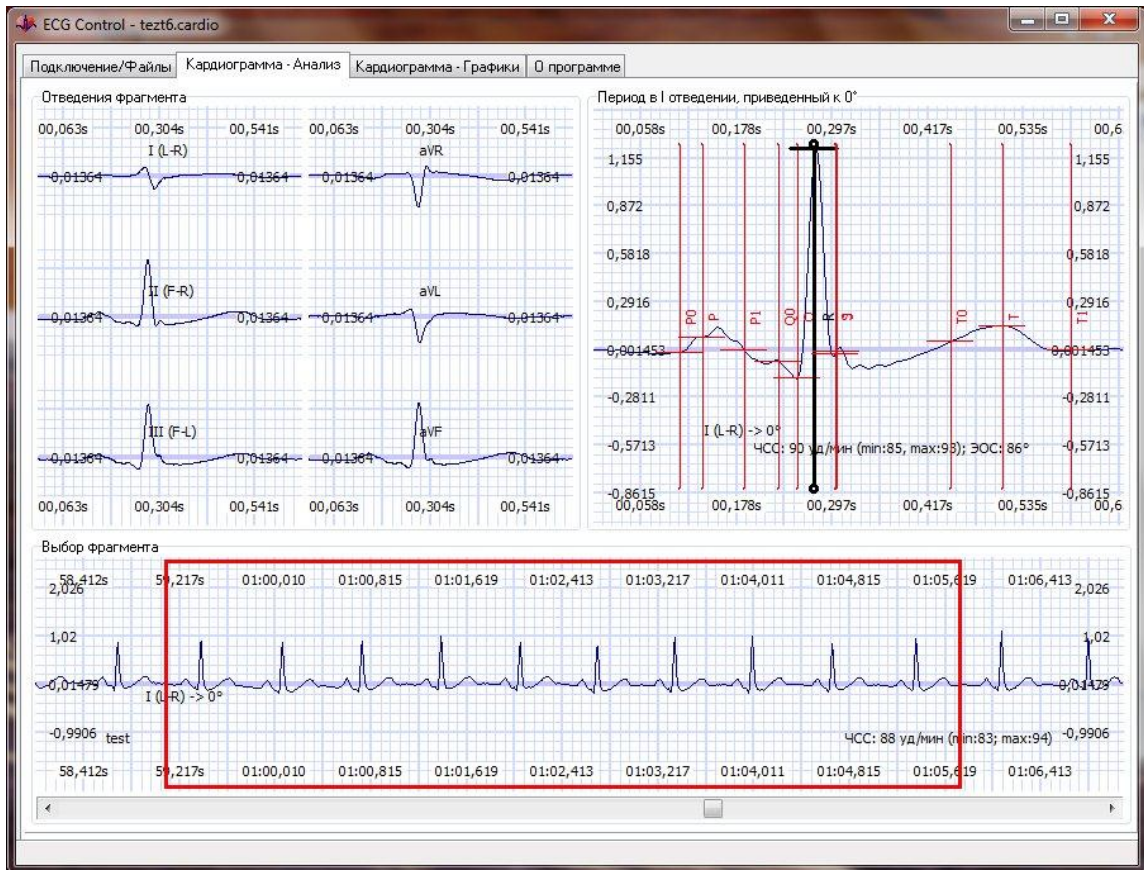 ECG Control - tezt6.cardio
Подключение/Файлы Кардиограмма - Анализ Кардиограмма - Графики О программе
Отведения фрагмента
00,063s 00,304s 00,541s 00,063s 00,304s 00,541s
I (L-R) aVR
-0,01364 -0,01364 -0,01364 -0,01364
II (F-R) aVL
-0,01364 -0,01364 -0,01364 -0,01364
III (F-L) aVF
-0,01364 -0,01364 -0,01364 -0,01364
00,063s 00,304s 00,541s 00,063s 00,304s 00,541s
Период в I отведении, приведенный к 0°
00,058s 00,178s 00,297s 00,417s 00,535s 00,6
1,155 1,155
0,872 0,872
0,5818 0,5818
0,2916 0,2916
P0 P P1 Q0 Q R S T0 T T1
0,001453 0,001453
-0,2811 -0,2811
I (L-R) -> 0°
-0,5713 ЧСС: 90 уд/мин (min:85, max:93); ЭОС: 86° -0,5713
-0,8615 -0,8615
00,058s 00,178s 00,297s 00,417s 00,535s 00,6
Выбор фрагмента
58,412s 59,217s 01:00,010 01:00,815 01:01,619 01:02,413 01:03,217 01:04,011 01:04,815 01:05,619 01:06,413
2,026 2,026
1,02 1,02
-0,01479 -0,01479
I (L-R) -> 0°
-0,9906 -0,9906
test ЧСС: 88 уд/мин (min:83; max:94)
58,412s 59,217s 01:00,010 01:00,815 01:01,619 01:02,413 01:03,217 01:04,011 01:04,815 01:05,619 01:06,413